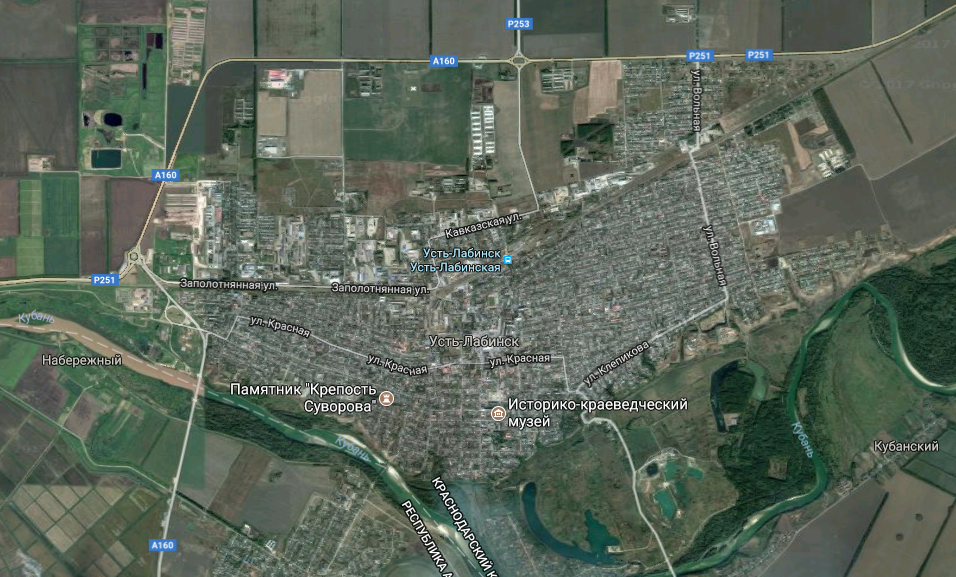 P253
A160
P251
P251
ул. Вольная
A160
Кавказская ул.
ул. Вольная
Усть-Лабинск
Усть-Лабинская
P251
Заполотнянная ул.
Заполотнянная ул.
Кубань
ул. Красная
Усть-Лабинск
Набережный
ул. Красная
ул. Красная
ул. Клепикова
Памятник "Крепость
Суворова"
Историко-краеведческий
музей
Кубань
Кубань
Кубанский
КРАСНОДАРСКИЙ К
РЕСПУБЛИКА А
A160